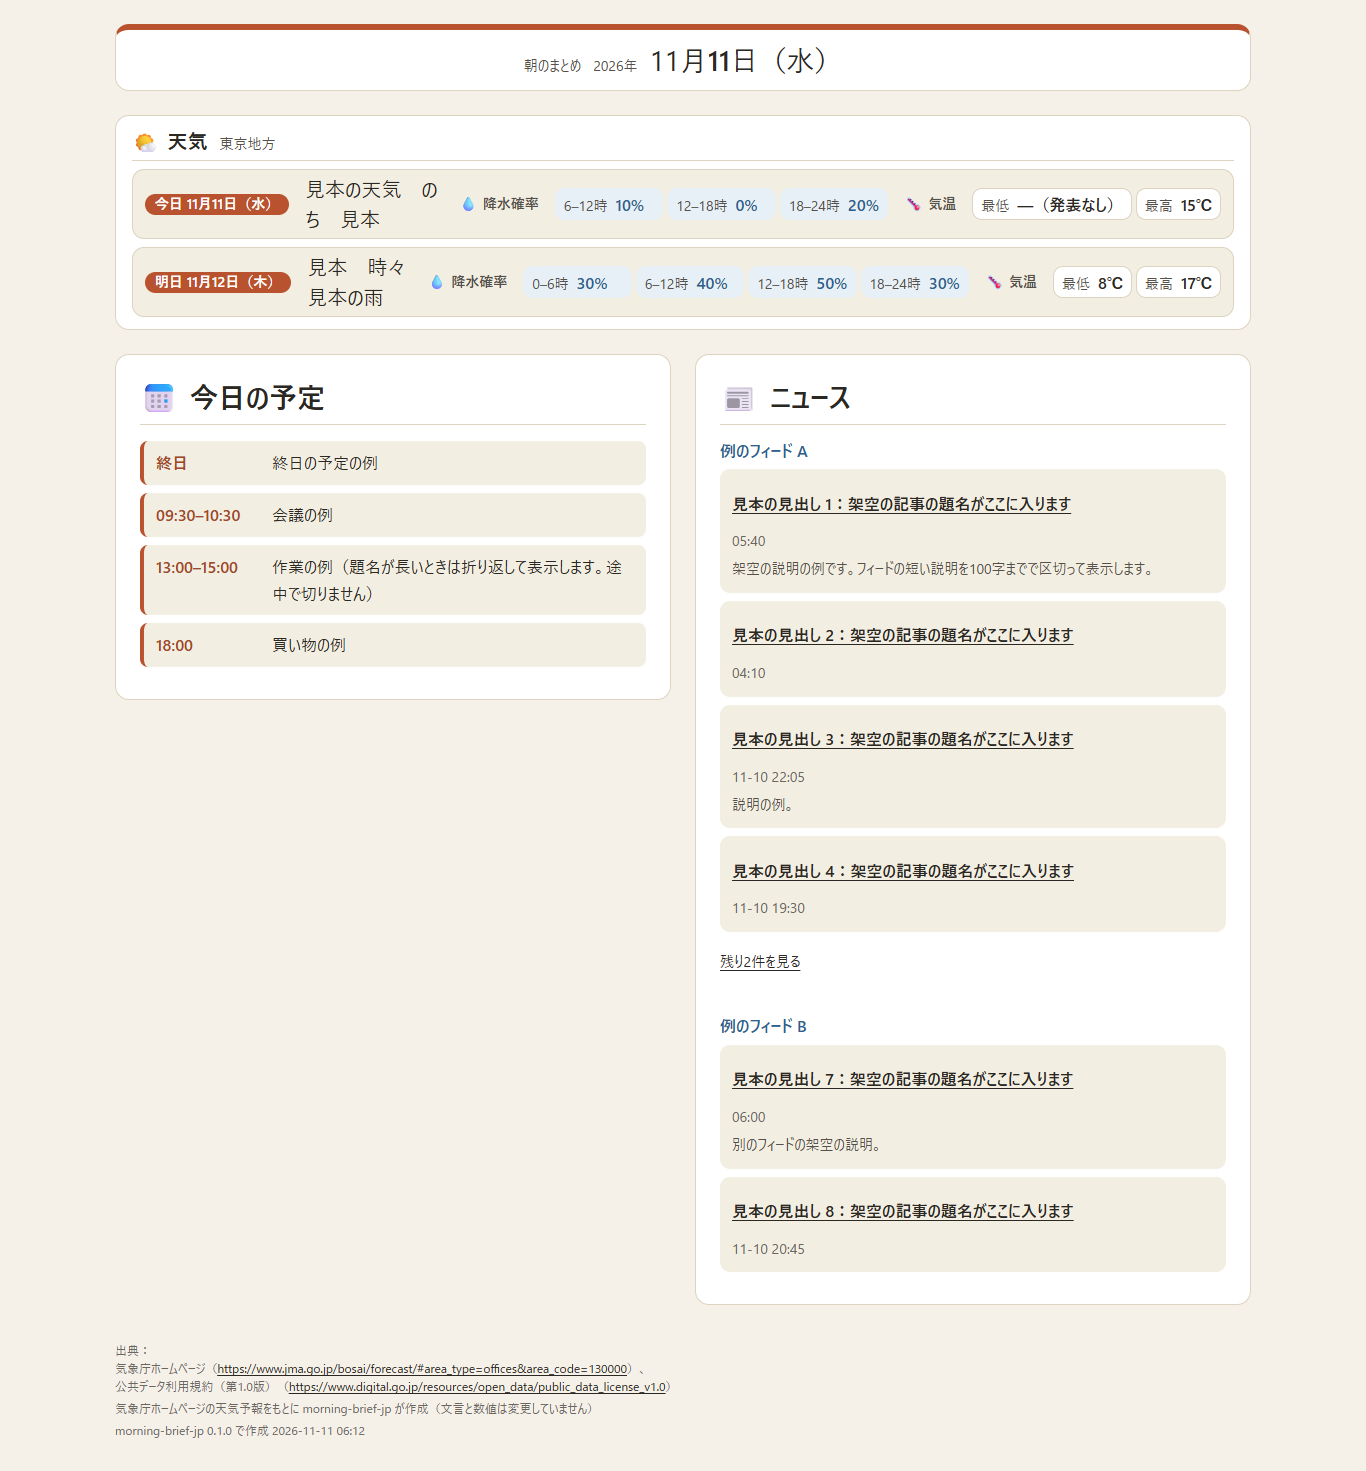 朝のまとめ 2026年 11月11日（水）
天気 東京地方
今日 11月11日（水） 見本の天気　の
ち　見本
降水確率 6–12時 10% 12–18時 0% 18–24時 20% 気温 最低 —（発表なし） 最高 15℃
明日 11月12日（木） 見本　時々
見本の雨
降水確率 0–6時 30% 6–12時 40% 12–18時 50% 18–24時 30% 気温 最低 8℃ 最高 17℃
今日の予定
終日 終日の予定の例
09:30–10:30 会議の例
13:00–15:00 作業の例（題名が長いときは折り返して表示します。途
中で切りません）
18:00 買い物の例
ニュース
例のフィード A
見本の見出し 1：架空の記事の題名がここに入ります
05:40
架空の説明の例です。フィードの短い説明を100字までで区切って表示します。
見本の見出し 2：架空の記事の題名がここに入ります
04:10
見本の見出し 3：架空の記事の題名がここに入ります
11-10 22:05
説明の例。
見本の見出し 4：架空の記事の題名がここに入ります
11-10 19:30
残り2件を見る
例のフィード B
見本の見出し 7：架空の記事の題名がここに入ります
06:00
別のフィードの架空の説明。
見本の見出し 8：架空の記事の題名がここに入ります
11-10 20:45
出典：
気象庁ホームページ（https://www.jma.go.jp/bosai/forecast/#area_type=offices&area_code=130000）、
公共データ利用規約（第1.0版）（https://www.digital.go.jp/resources/open_data/public_data_license_v1.0）
気象庁ホームページの天気予報をもとに morning-brief-jp が作成（文言と数値は変更していません）
morning-brief-jp 0.1.0 で作成 2026-11-11 06:12